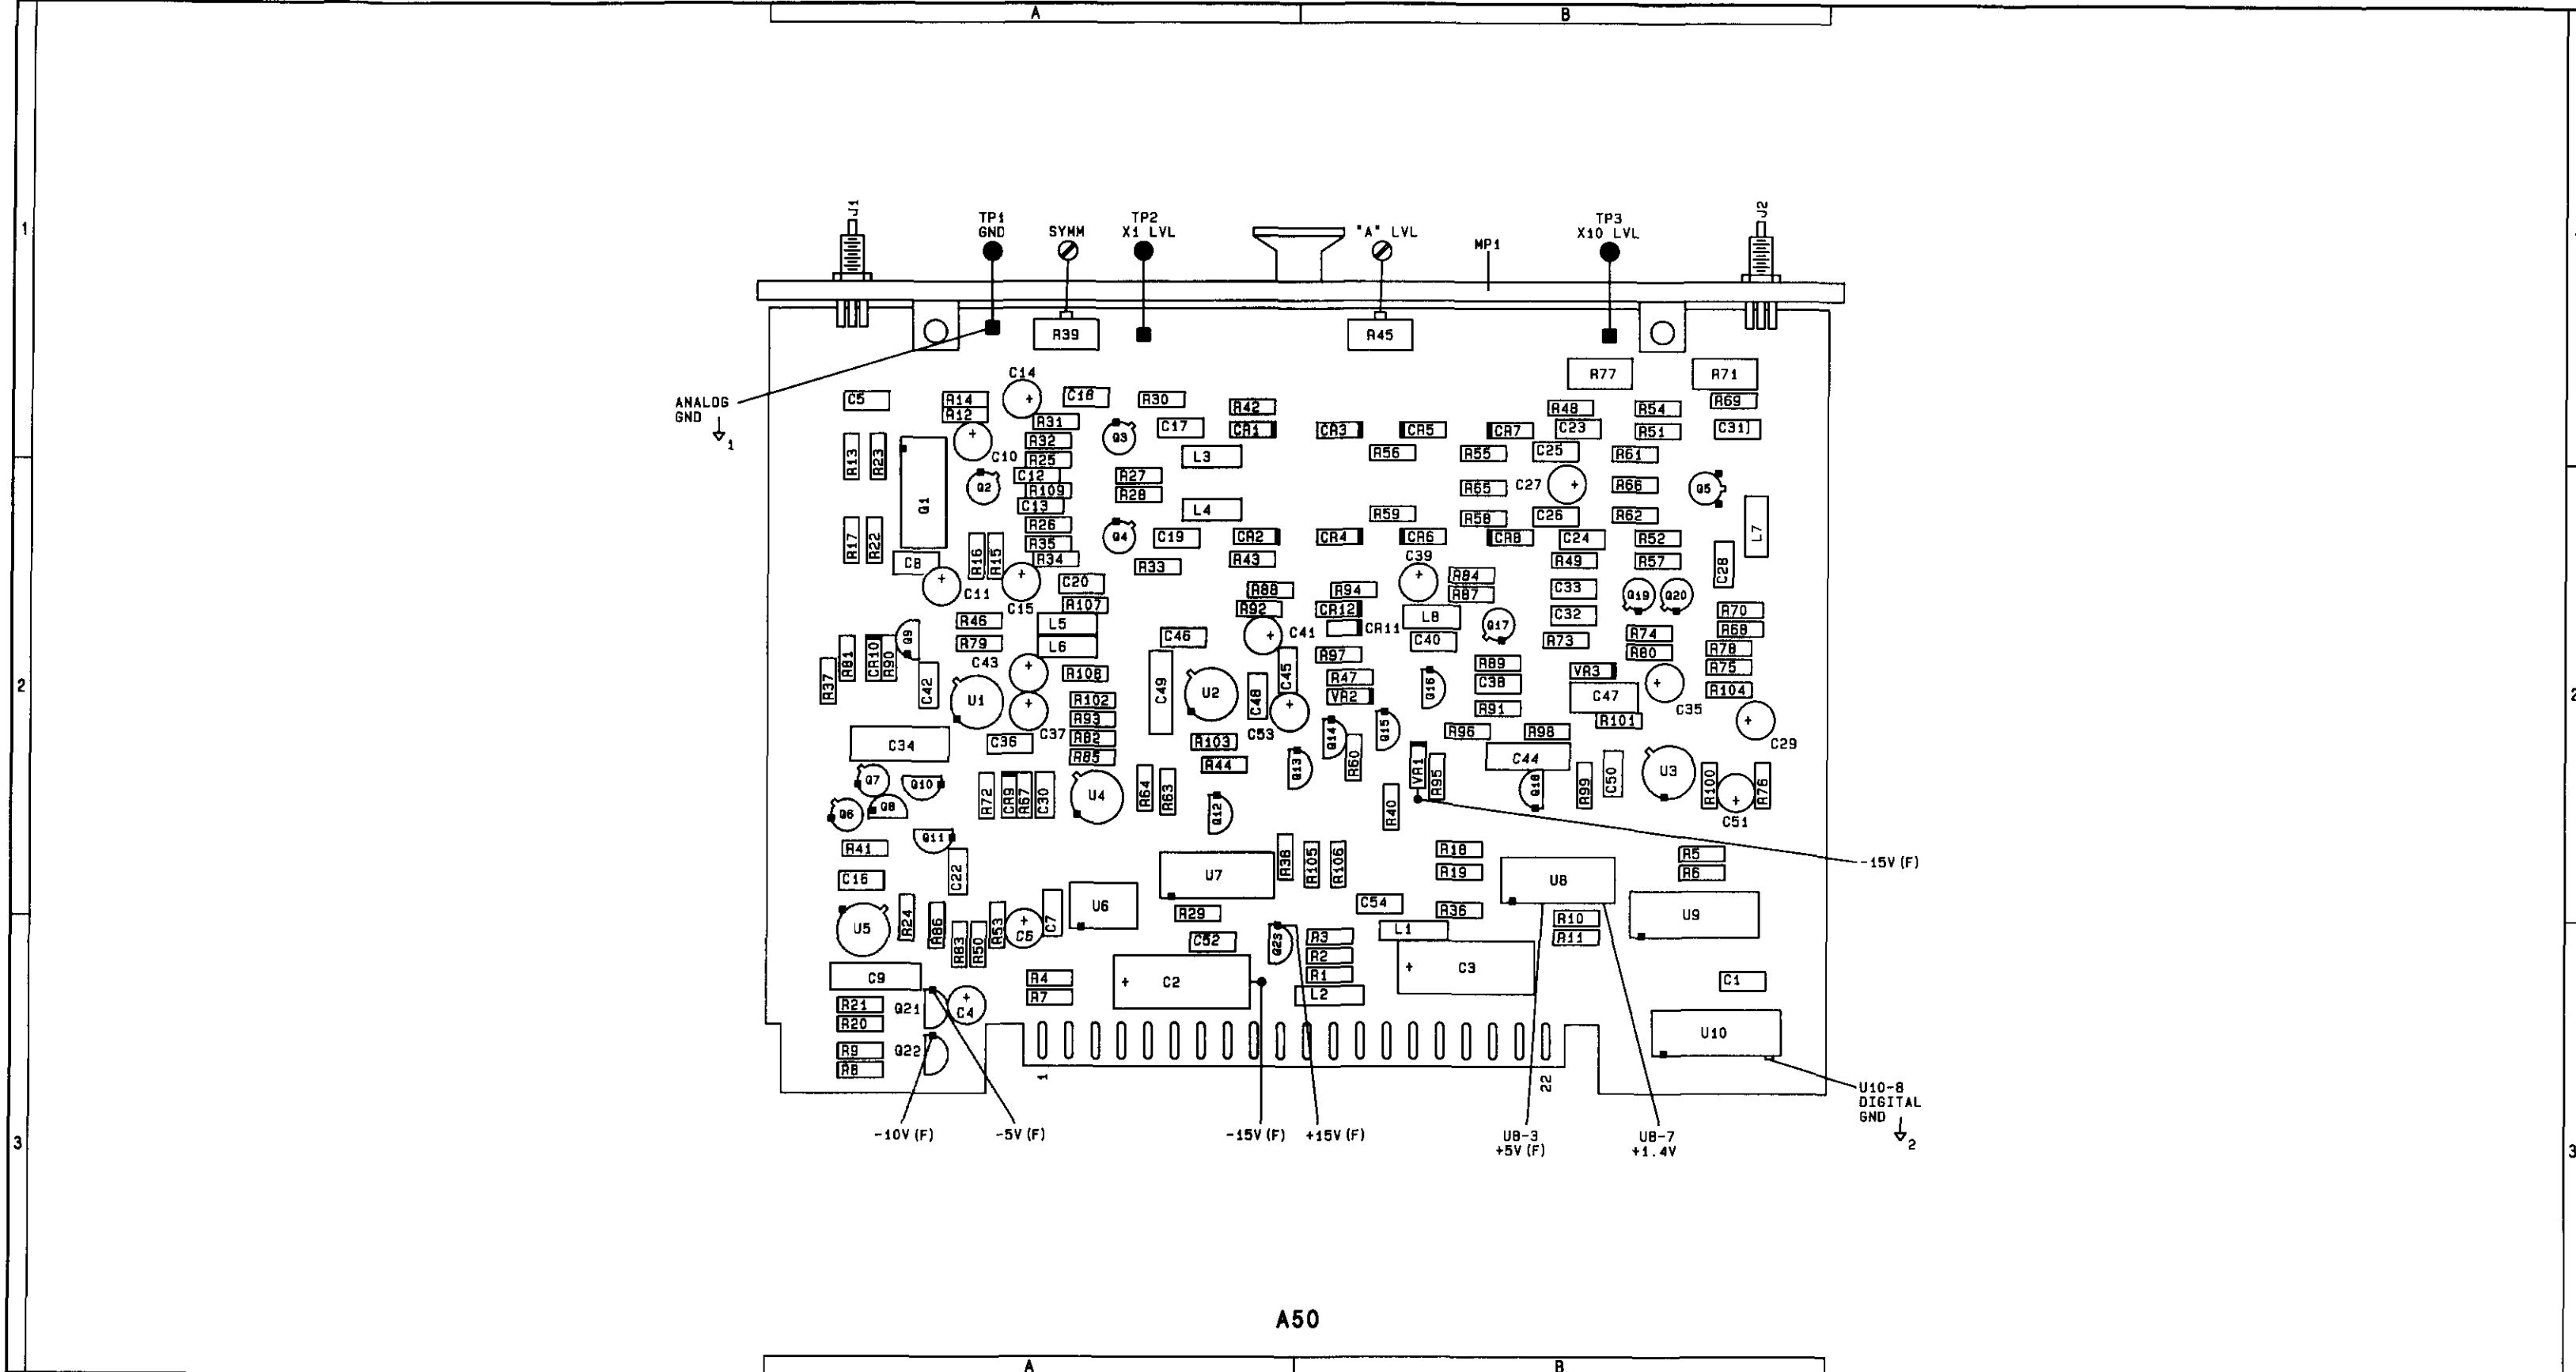 A B
1
J1
TP1
GND
SYMM
TP2
X1 LVL
"A" LVL
MP1
TP3
X10 LVL
J2
R39 R45
R77 R71
ANALOG
GND
1
C14
C5 R14 C18 R30 R42 R48 R54 R69
R12 R31
R32 Q3 C17 CR1 CR3 CR5 CR7 C23 R51 C31
R13 R23 C10 R25 L3 R56 R55 C25 R61
C12 R27
Q2 R109 R28 R65 C27 R66 Q5
Q1 C13 L4 R59 R58 C26 R62 L7
R26
R17 R22 R16 R15 R35 Q4 C19 CR2 CR4 CR6 CR8 C24 R52
C8 R34 R33 R43 C39 R49 R57 C28
C11 C15 C20 R88 R94 R84 C33 Q19 Q20
R107 R92 CR12 R87 C32 R70
R46 L5 C46 C41 CR11 L8 Q17 R74 R68
R81 CR10 R90 Q9 R79 L6 C40 R73 R80 R78
2 2
C43 R97 R89 R75
R37 C42 U1 R108 C49 U2 C48 C45 R47 Q16 C38 VR3 R104
R102 VR2 R91 C47 C35
R93 R101
C34 C36 C37 R82 R103 C53 Q14 Q15 R96 R98 C29
R85 R44 Q13 R60 VR1 R95 C44
Q7 Q10 R72 CR9 R67 C30 U4 R64 R63 Q18 R99 C50 U3 R100 R76
Q6 Q8 Q12 R40 C51
Q11
R41 R38 R105 R106 R18 R5
-15V(F)
C16 C22 U7 R19 U8 R6
U5 R24 R86 R83 R50 R53 C6 C7 U6 R29 C54 R36 R10 U9
C52 Q23 R3 L1 R11
C9 R4 C2 R2 C3 C1
R21 Q21 C4 R7 R1
R20 L2
R9 Q22 U10
R8
1 22
U10-8
DIGITAL
GND
2
3 3
-10V(F) -5V(F) -15V(F) +15V(F)
U8-3
+5V(F)
U8-7
+1.4V
A50
A B